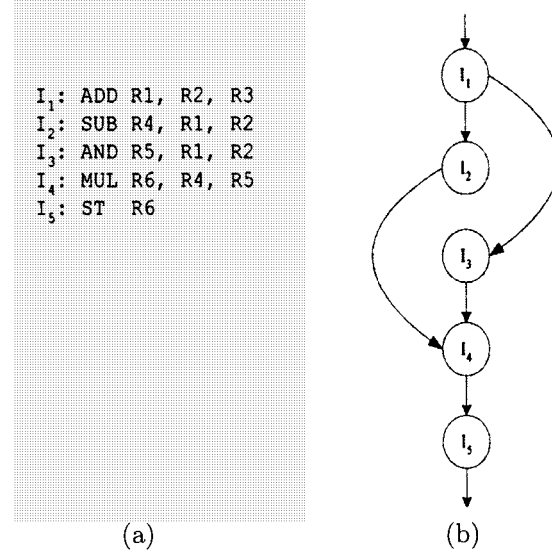 I₁: ADD R1, R2, R3
I₂: SUB R4, R1, R2
I₃: AND R5, R1, R2
I₄: MUL R6, R4, R5
I₅: ST R6
(a)
I₁
I₂
I₃
I₄
I₅
(b)